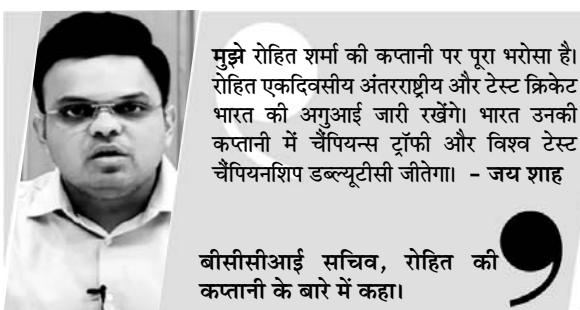 मुझे रोहित शर्मा की कप्तानी पर पूरा भरोसा है।
रोहित एकदिवसीय अंतरराष्ट्रीय और टेस्ट क्रिकेट
भारत की अगुआई जारी रखेंगे। भारत उनकी
कप्तानी में चैंपियन्स ट्रॉफी और विश्व टेस्ट
चैंपियनशिप डब्ल्यूटीसी जीतेगा। - जय शाह
बीसीसीआई सचिव, रोहित की
कप्तानी के बारे में कहा।